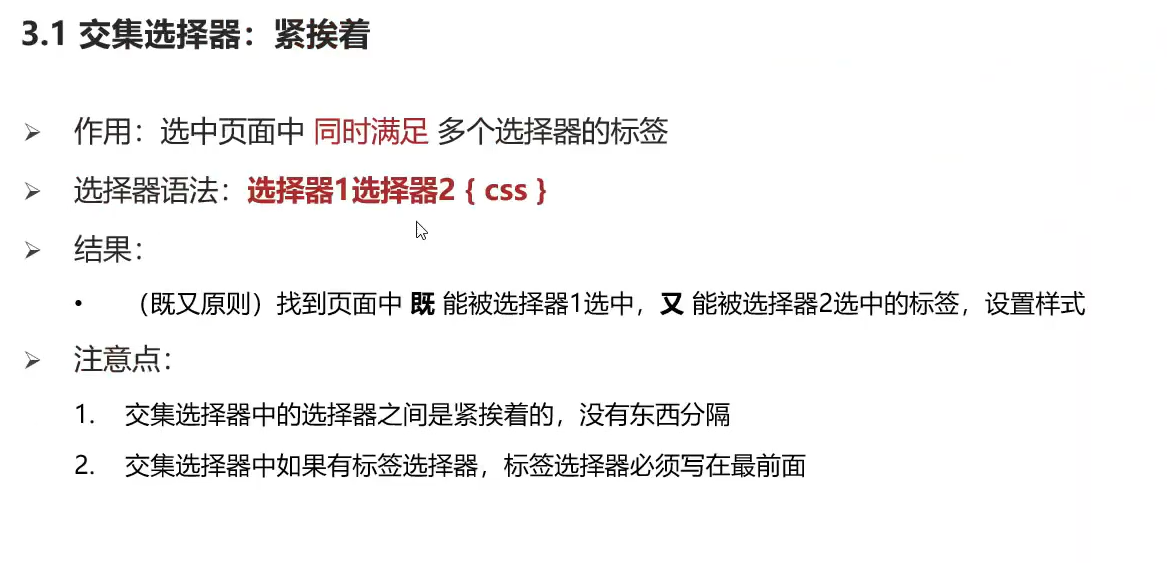 3.1 交集选择器：紧挨着
作用：选中页面中 同时满足 多个选择器的标签
选择器语法：选择器1选择器2 { css }
结果：
（既又原则）找到页面中 既 能被选择器1选中，又 能被选择器2选中的标签，设置样式
注意点：
1. 交集选择器中的选择器之间是紧挨着的，没有东西分隔
2. 交集选择器中如果有标签选择器，标签选择器必须写在最前面